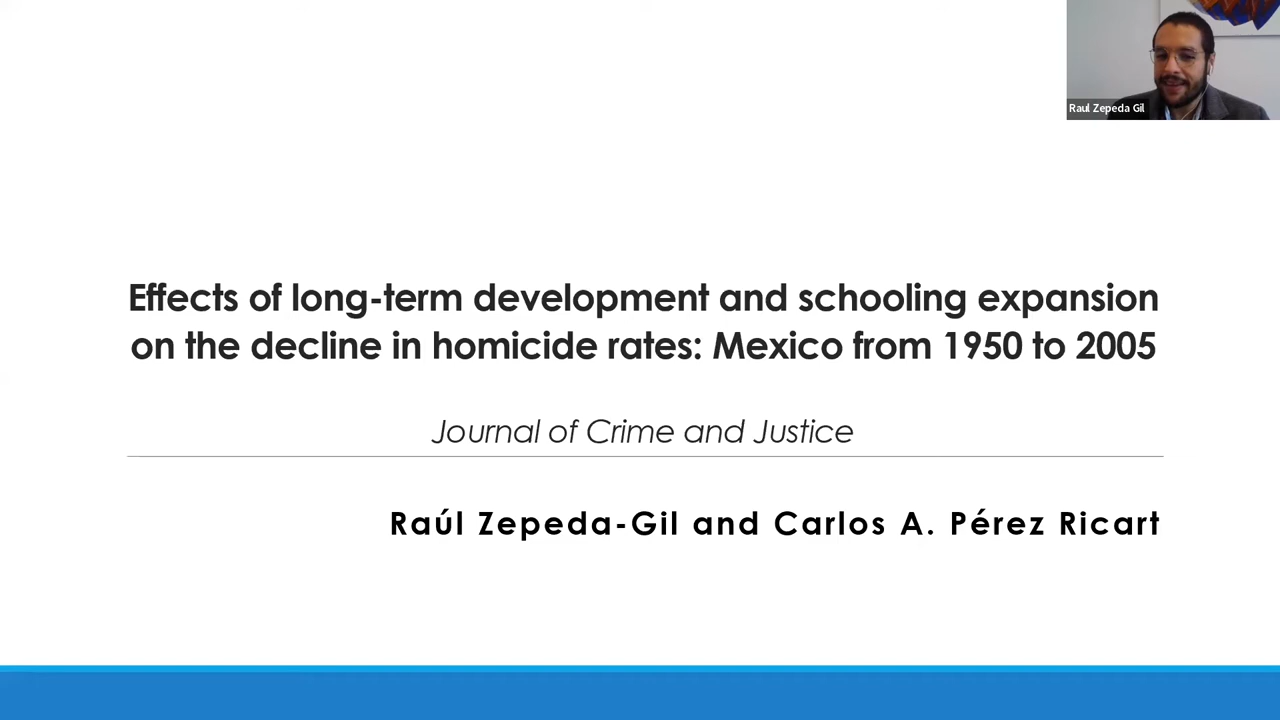 Raul Zepeda Gil
Effects of long-term development and schooling expansion
on the decline in homicide rates: Mexico from 1950 to 2005
Journal of Crime and Justice
Raúl Zepeda-Gil and Carlos A. Pérez Ricart